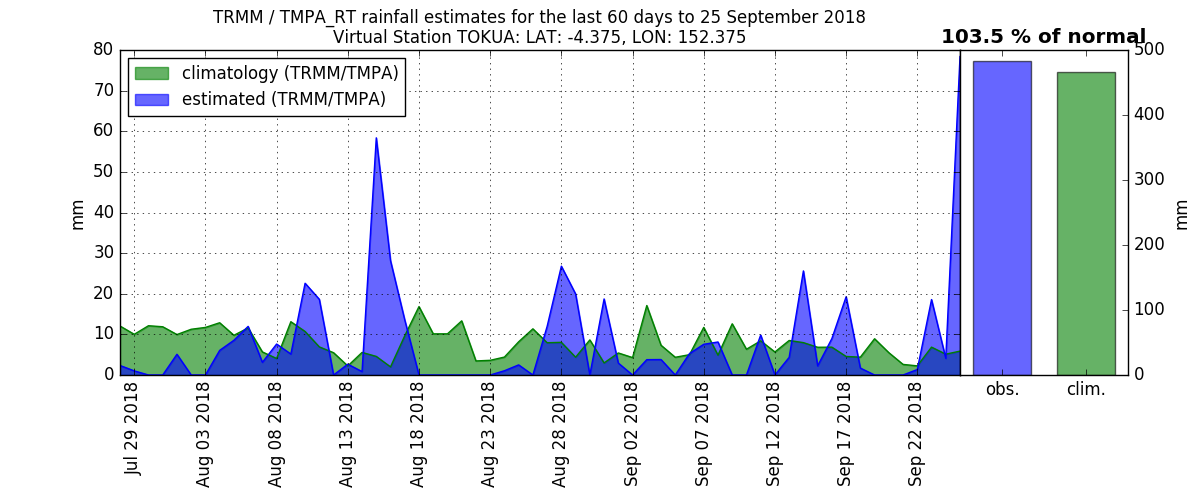 TRMM / TMPA_RT rainfall estimates for the last 60 days to 25 September 2018
Virtual Station TOKUA: LAT: -4.375, LON: 152.375
103.5 % of normal
climatology (TRMM/TMPA)
estimated (TRMM/TMPA)
mm
80
70
60
50
40
30
20
10
0
Jul 29 2018
Aug 03 2018
Aug 08 2018
Aug 13 2018
Aug 18 2018
Aug 23 2018
Aug 28 2018
Sep 02 2018
Sep 07 2018
Sep 12 2018
Sep 17 2018
Sep 22 2018
500
400
300
200
100
0
mm
obs.
clim.